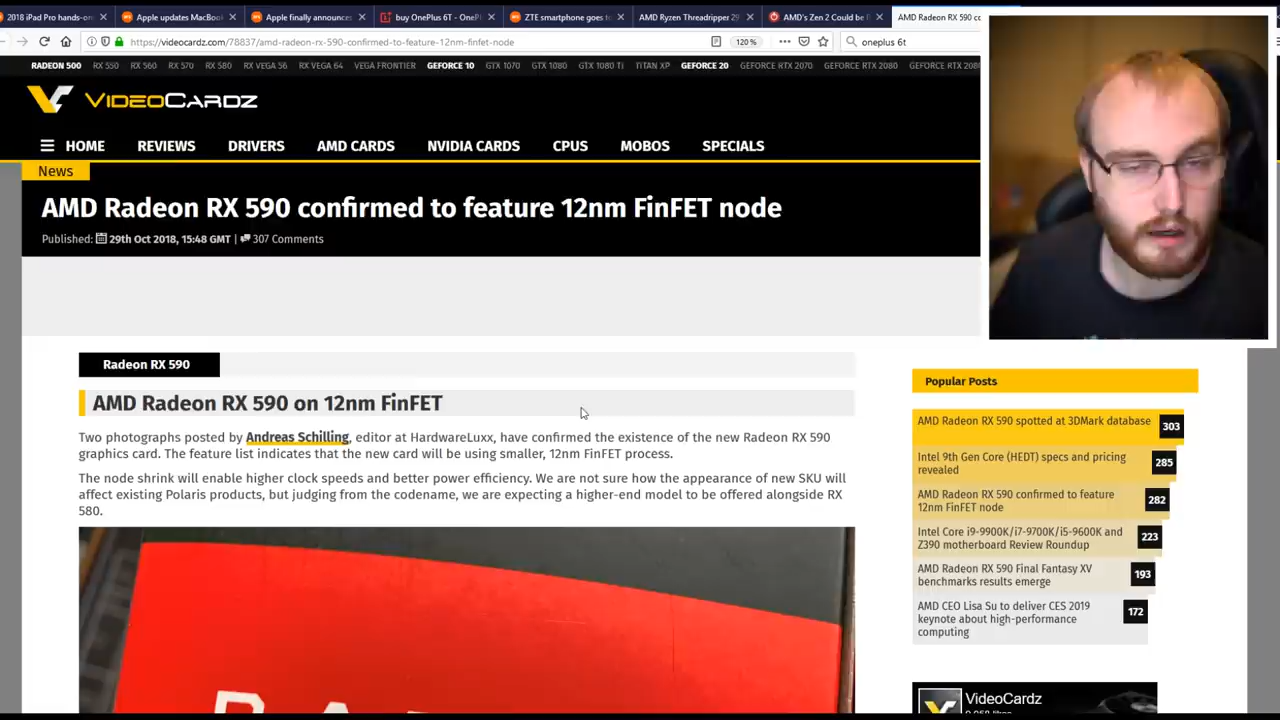 2018 iPad Pro hands-on
Apple updates MacBo
Apple finally announc
buy OnePlus 6T - OneP
ZTE smartphone goes t
AMD Ryzen Threadripper 29
AMD's Zen 2 Could be
AMD Radeon RX 590 co
https://videocardz.com/78837/amd-radeon-rx-590-confirmed-to-feature-12nm-finfet-node
120%
oneplus 6t
RADEON 500 RX 550 RX 560 RX 570 RX 580 RX VEGA 56 RX VEGA 64 VEGA FRONTIER GEFORCE 10 GTX 1070 GTX 1080 GTX 1080 Ti TITAN XP GEFORCE 20 GEFORCE RTX 2070 GEFORCE RTX 2080 GEFORCE RTX 208
VIDEOCARDZ
HOME REVIEWS DRIVERS AMD CARDS NVIDIA CARDS CPUS MOBOS SPECIALS
News
AMD Radeon RX 590 confirmed to feature 12nm FinFET node
Published: 29th Oct 2018, 15:48 GMT | 307 Comments
Radeon RX 590
AMD Radeon RX 590 on 12nm FinFET
Two photographs posted by Andreas Schilling, editor at HardwareLuxx, have confirmed the existence of the new Radeon RX 590
graphics card. The feature list indicates that the new card will be using smaller, 12nm FinFET process.
The node shrink will enable higher clock speeds and better power efficiency. We are not sure how the appearance of new SKU will
affect existing Polaris products, but judging from the codename, we are expecting a higher-end model to be offered alongside RX
580.
Popular Posts
AMD Radeon RX 590 spotted at 3DMark database
303
Intel 9th Gen Core (HEDT) specs and pricing
revealed
285
AMD Radeon RX 590 confirmed to feature
12nm FinFET node
282
Intel Core i9-9900K/i7-9700K/i5-9600K and
Z390 motherboard Review Roundup
223
AMD Radeon RX 590 Final Fantasy XV
benchmarks results emerge
193
AMD CEO Lisa Su to deliver CES 2019
keynote about high-performance
computing
172
VideoCardz